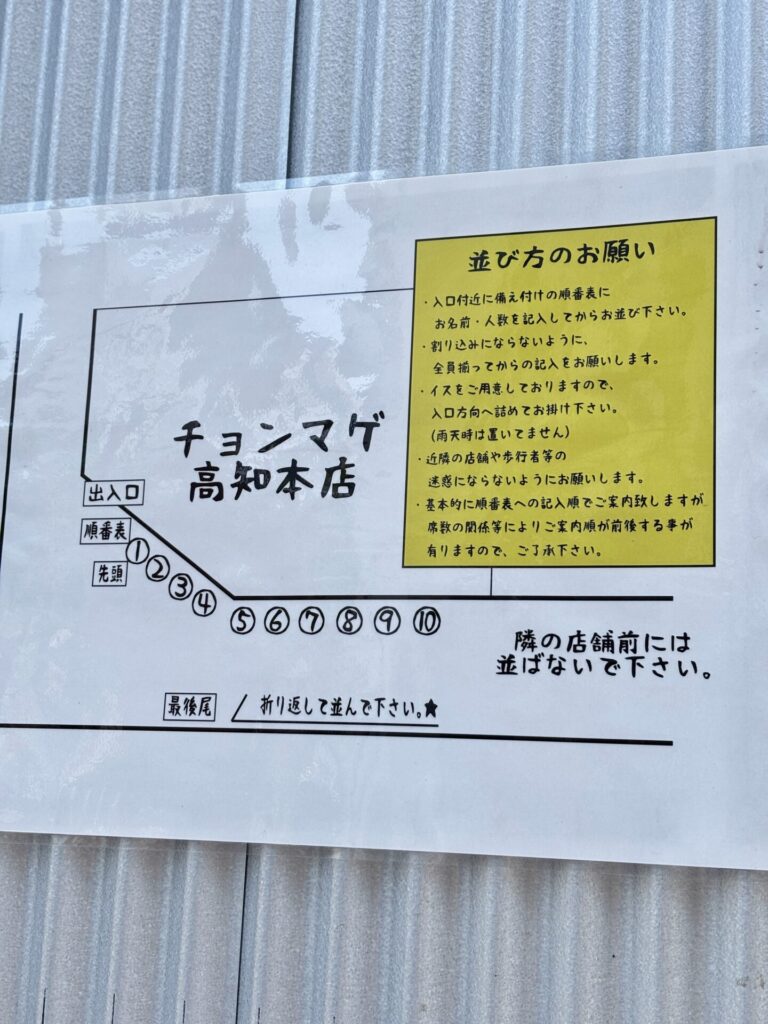 並び方のお願い
・入口付近に備え付けの順番表に
お名前・人数を記入してからお並び下さい。
・割り込みにならないように、
全員揃ってからの記入をお願いします。
・イスをご用意しておりますので、
入口方向へ詰めてお掛け下さい。
(雨天時は置いてません)
・近隣の店舗や歩行者等の
迷惑にならないようにお願いします。
・基本的に順番表への記入順でご案内致しますが
席数の関係等によりご案内順が前後する事が
有りますので、ご了承下さい。
チョンマゲ
高知本店
出入口
順番表
先頭
①②③④⑤⑥⑦⑧⑨⑩
隣の店舗前には
並ばないで下さい。
最後尾 / 折り返して並んで下さい。★